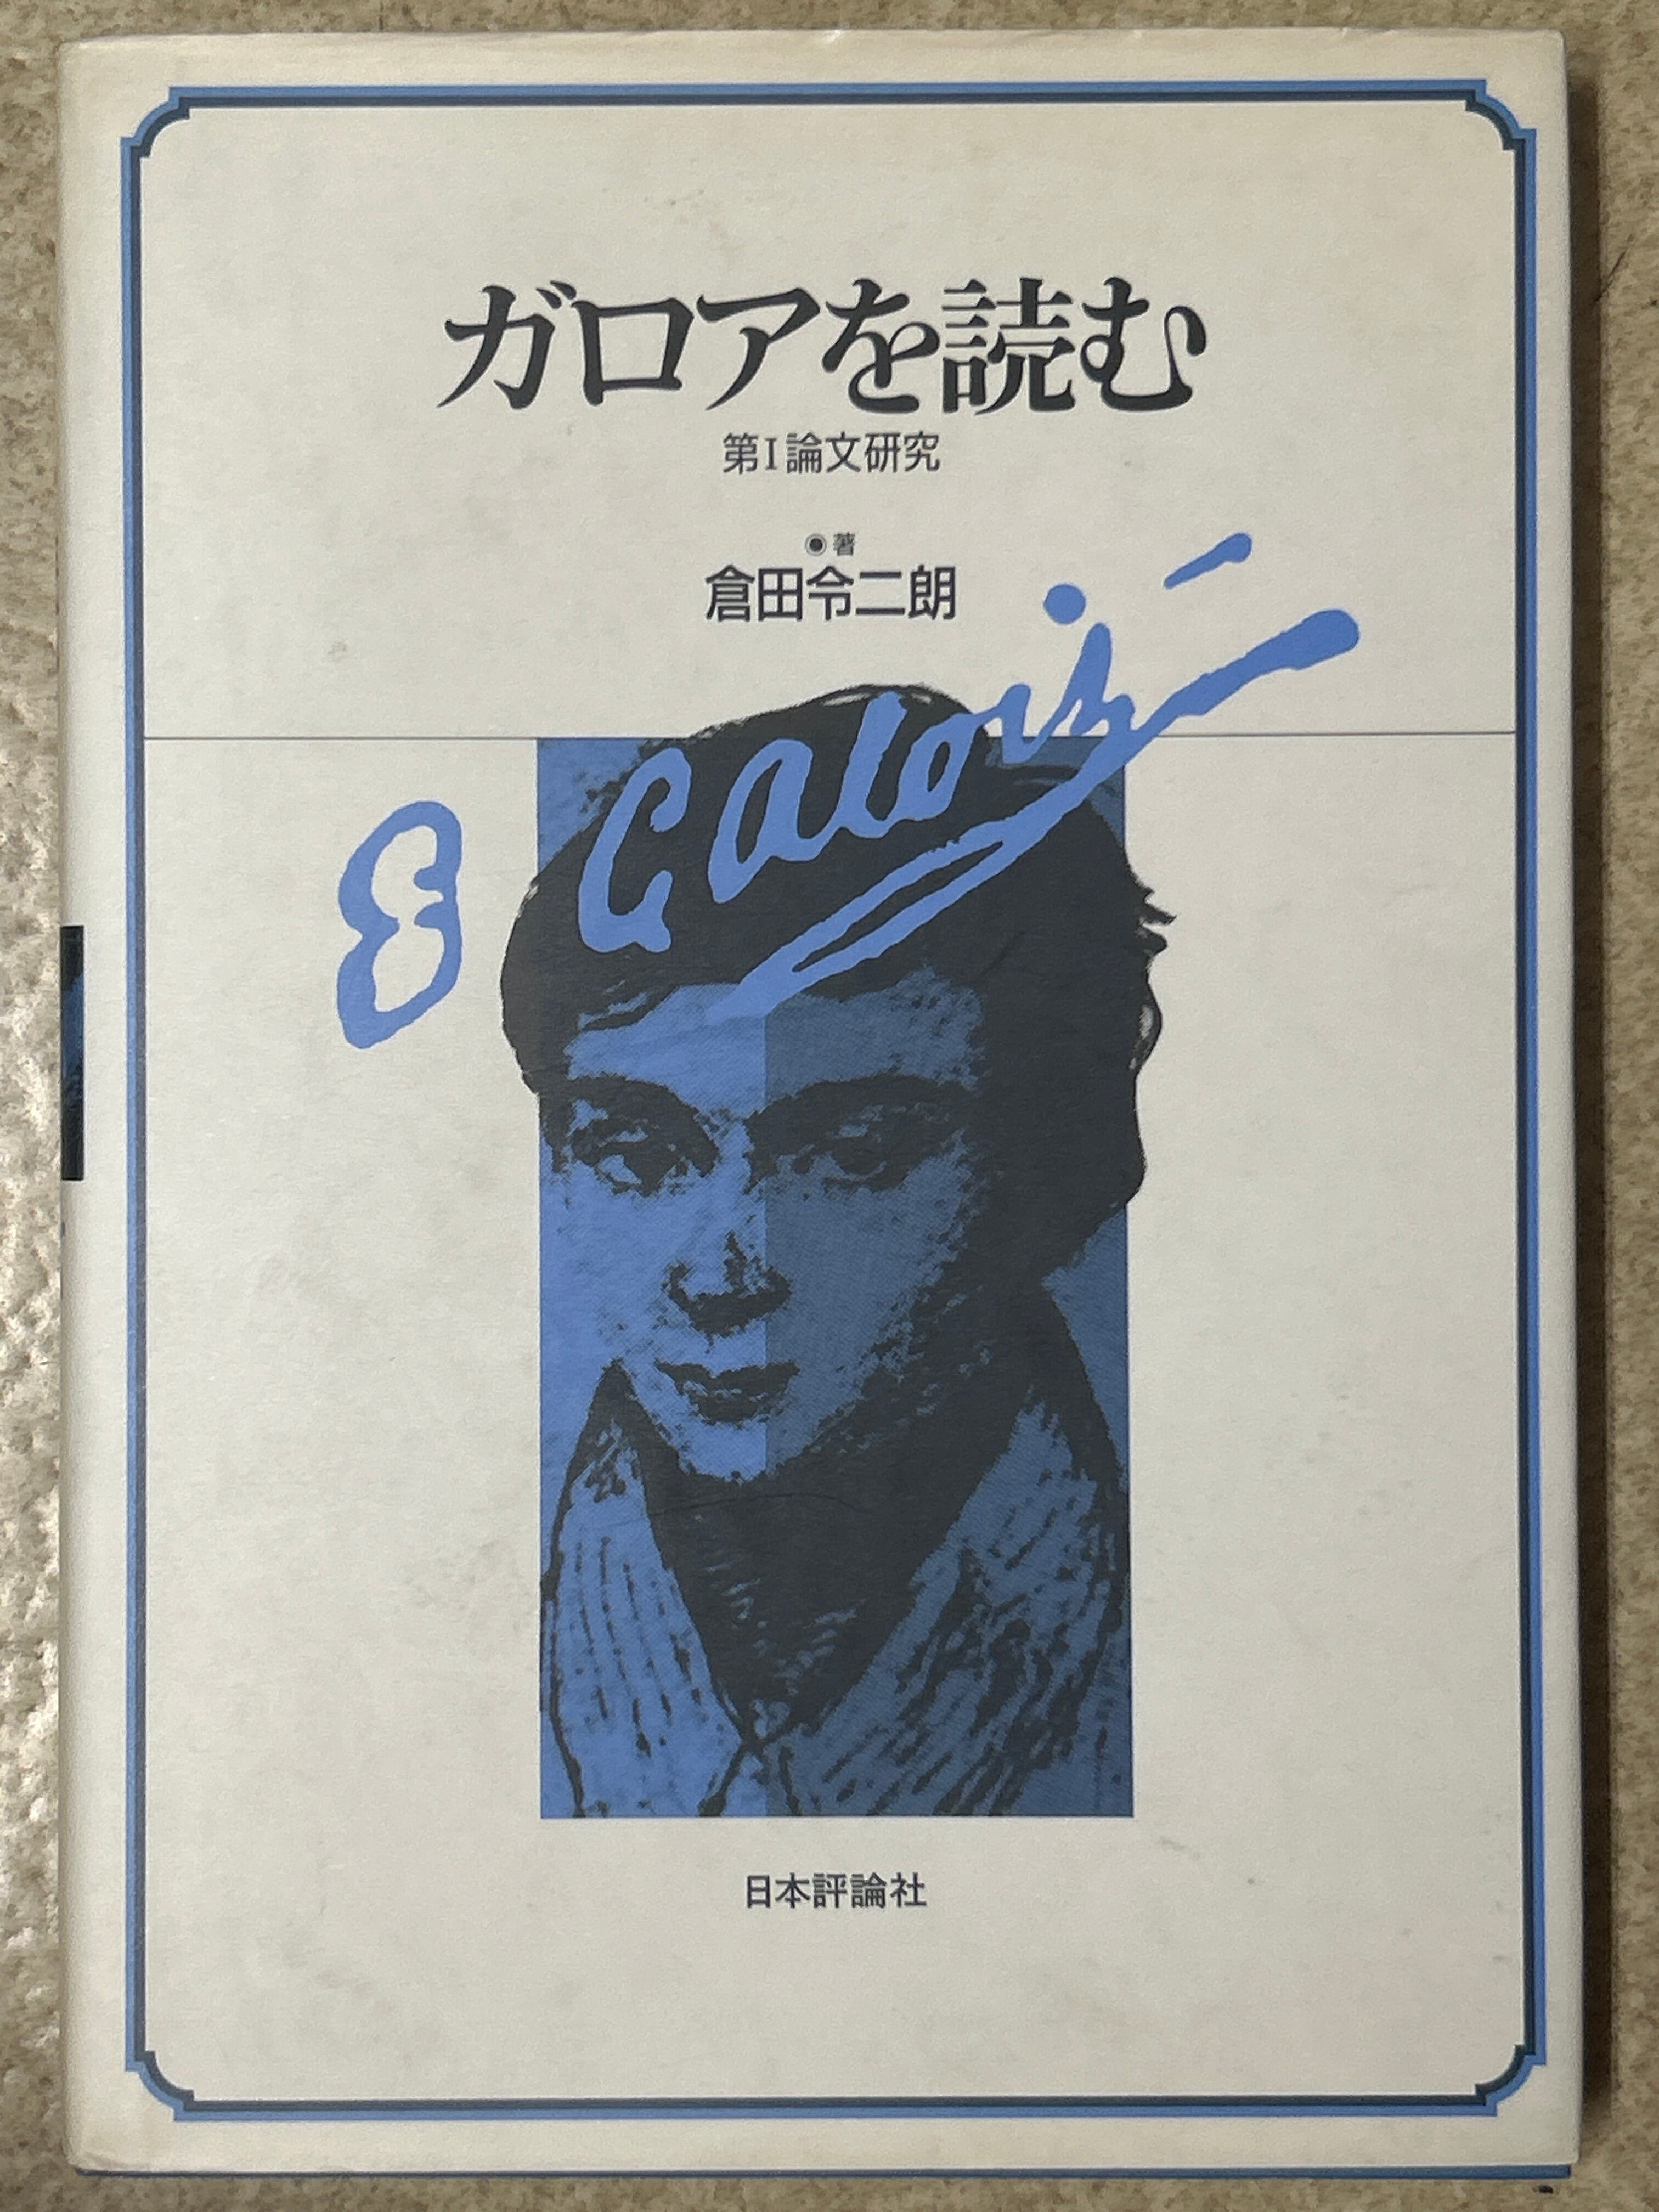 ガロアを読む
第I論文研究
◉著
倉田令二朗
E Galois
日本評論社